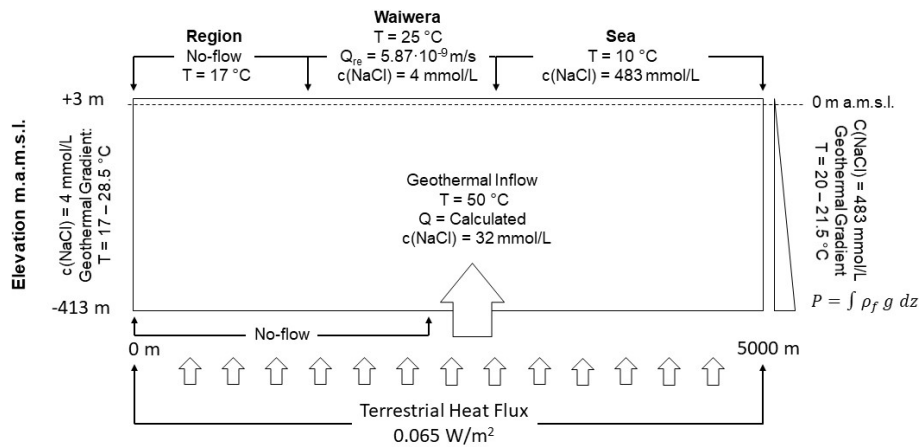 Region
No-flow
T = 17 °C
Waiwera
T = 25 °C
Qre = 5.87·10-9 m/s
c(NaCl) = 4 mmol/L
Sea
T = 10 °C
c(NaCl) = 483 mmol/L
+3 m
0 m a.m.s.l.
Elevation m.a.m.s.l.
c(NaCl) = 4 mmol/L
Geothermal Gradient:
T = 17 – 28.5 °C
Geothermal Inflow
T = 50 °C
Q = Calculated
c(NaCl) = 32 mmol/L
C(NaCl) = 483 mmol/L
Geothermal Gradient
T = 20 – 21.5 °C
-413 m
P = ∫ ρf g dz
No-flow
0 m
5000 m
Terrestrial Heat Flux
0.065 W/m²